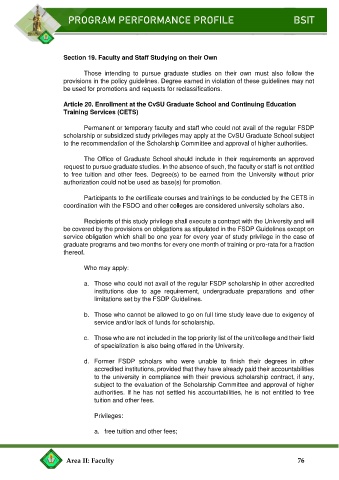 PROGRAM PERFORMANCE PROFILE BSIT
Section 19. Faculty and Staff Studying on their Own
Those intending to pursue graduate studies on their own must also follow the
provisions in the policy guidelines. Degree earned in violation of these guidelines may not
be used for promotions and requests for reclassifications.
Article 20. Enrollment at the CvSU Graduate School and Continuing Education
Training Services (CETS)
Permanent or temporary faculty and staff who could not avail of the regular FSDP
scholarship or subsidized study privileges may apply at the CvSU Graduate School subject
to the recommendation of the Scholarship Committee and approval of higher authorities.
The Office of Graduate School should include in their requirements an approved
request to pursue graduate studies. In the absence of such, the faculty or staff is not entitled
to free tuition and other fees. Degree(s) to be earned from the University without prior
authorization could not be used as base(s) for promotion.
Participants to the certificate courses and trainings to be conducted by the CETS in
coordination with the FSDO and other colleges are considered university scholars also.
Recipients of this study privilege shall execute a contract with the University and will
be covered by the provisions on obligations as stipulated in the FSDP Guidelines except on
service obligation which shall be one year for every year of study privilege in the case of
graduate programs and two months for every one month of training or pro-rata for a fraction
thereof.
Who may apply.
a. Those who could not avail of the regular FSDP scholarship in other accredited
institutions due to age requirement, undergraduate preparations and other
limitations set by the FSDP Guidelines.
b. Those who cannot be allowed to go on full time study leave due to exigency of
service and/or lack of funds for scholarship.
c. Those who are not included in the top priority list of the unit/college and their field
of specialization is also being offered in the University.
d. Former FSDP scholars who were unable to finish their degrees in other
accredited institutions, provided that they have already paid their accountabilities
to the university in compliance with their previous scholarship contract, if any,
subject to the evaluation of the Scholarship Committee and approval of higher
authorities. If he has not settled his accountabilities, he is not entitled to free
tuition and other fees.
Privileges:
a. free tuition and other fees;
Area II: Faculty 76